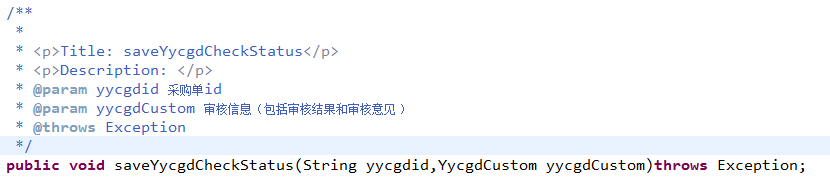 /**
 *
 * <p>Title: saveYycgdCheckStatus</p>
 * <p>Description: </p>
 * @param yycgdid 采购单id
 * @param yycgdCustom 审核信息（包括审核结果和审核意见）
 * @throws Exception
 */
public void saveYycgdCheckStatus(String yycgdid,YycgdCustom yycgdCustom)throws Exception;